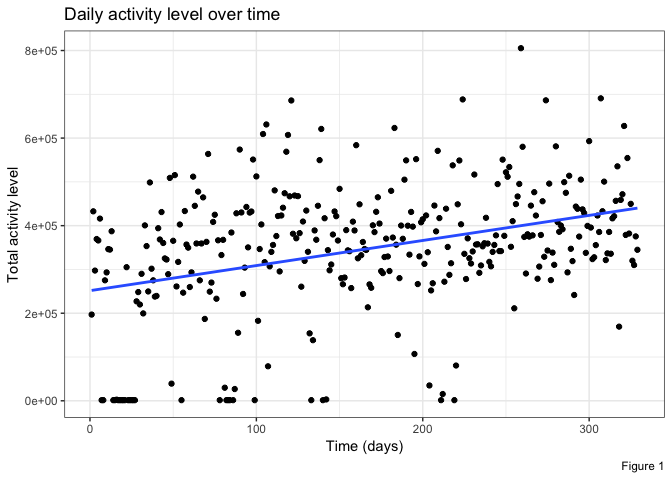 Daily activity level over time
Total activity level
8e+05
6e+05
4e+05
2e+05
0e+00
0
100
200
300
Time (days)
Figure 1